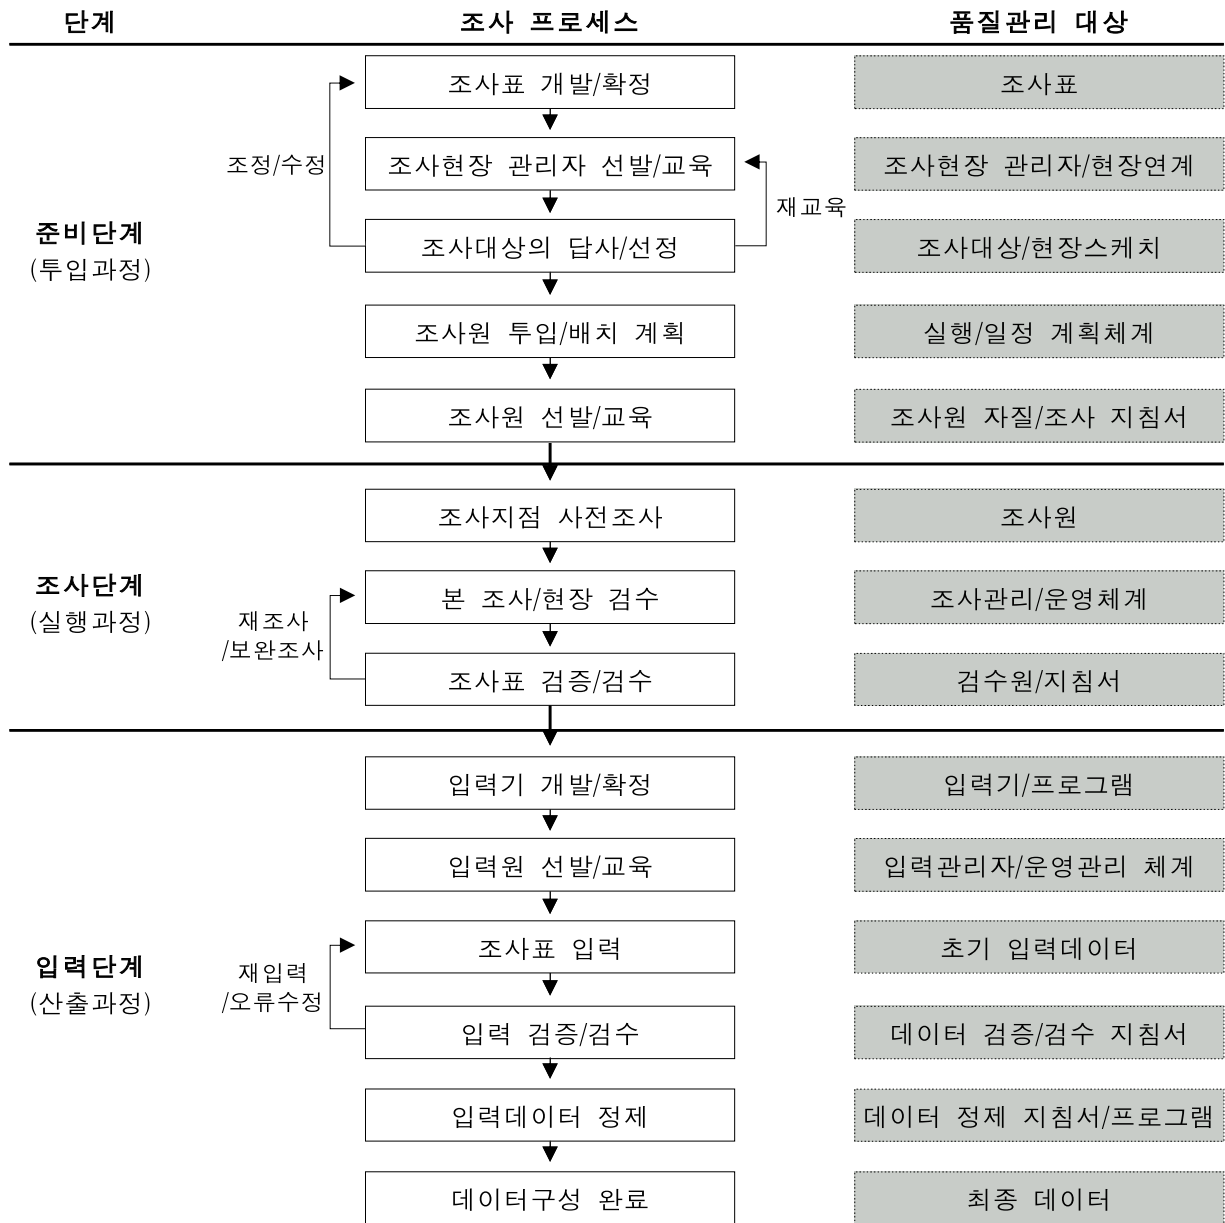 단계 조사 프로세스 품질관리 대상
조사표 개발/확정 조사표
조정/수정
조사현장 관리자 선발/교육 조사현장 관리자/현장연계
재교육
준비단계
(투입과정)
조사대상의 답사/선정 조사대상/현장스케치
조사원 투입/배치 계획 실행/일정 계획체계
조사원 선발/교육 조사원 자질/조사 지침서
조사지점 사전조사 조사원
조사단계
(실행과정)
본 조사/현장 검수 조사관리/운영체계
재조사
/보완조사
조사표 검증/검수 검수원/지침서
입력기 개발/확정 입력기/프로그램
입력원 선발/교육 입력관리자/운영관리 체계
조사표 입력 초기 입력데이터
입력단계
(산출과정)
재입력
/오류수정
입력 검증/검수 데이터 검증/검수 지침서
입력데이터 정제 데이터 정제 지침서/프로그램
데이터구성 완료 최종 데이터